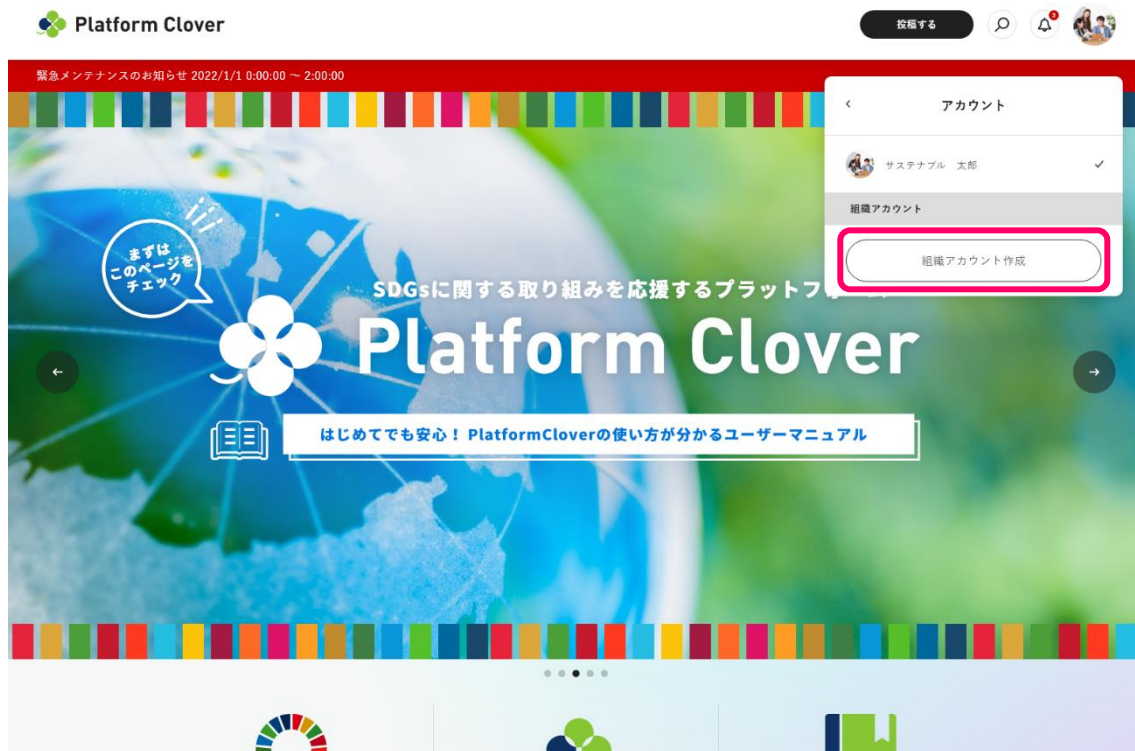 Platform Clover
投稿する
3
緊急メンテナンスのお知らせ 2022/1/1 0:00:00 ～ 2:00:00
アカウント
サステナブル 太郎
組織アカウント
組織アカウント作成
まずは
このページを
チェック
SDGsに関する取り組みを応援するプラットフォーム
Platform Clover
はじめてでも安心！ PlatformCloverの使い方が分かるユーザーマニュアル